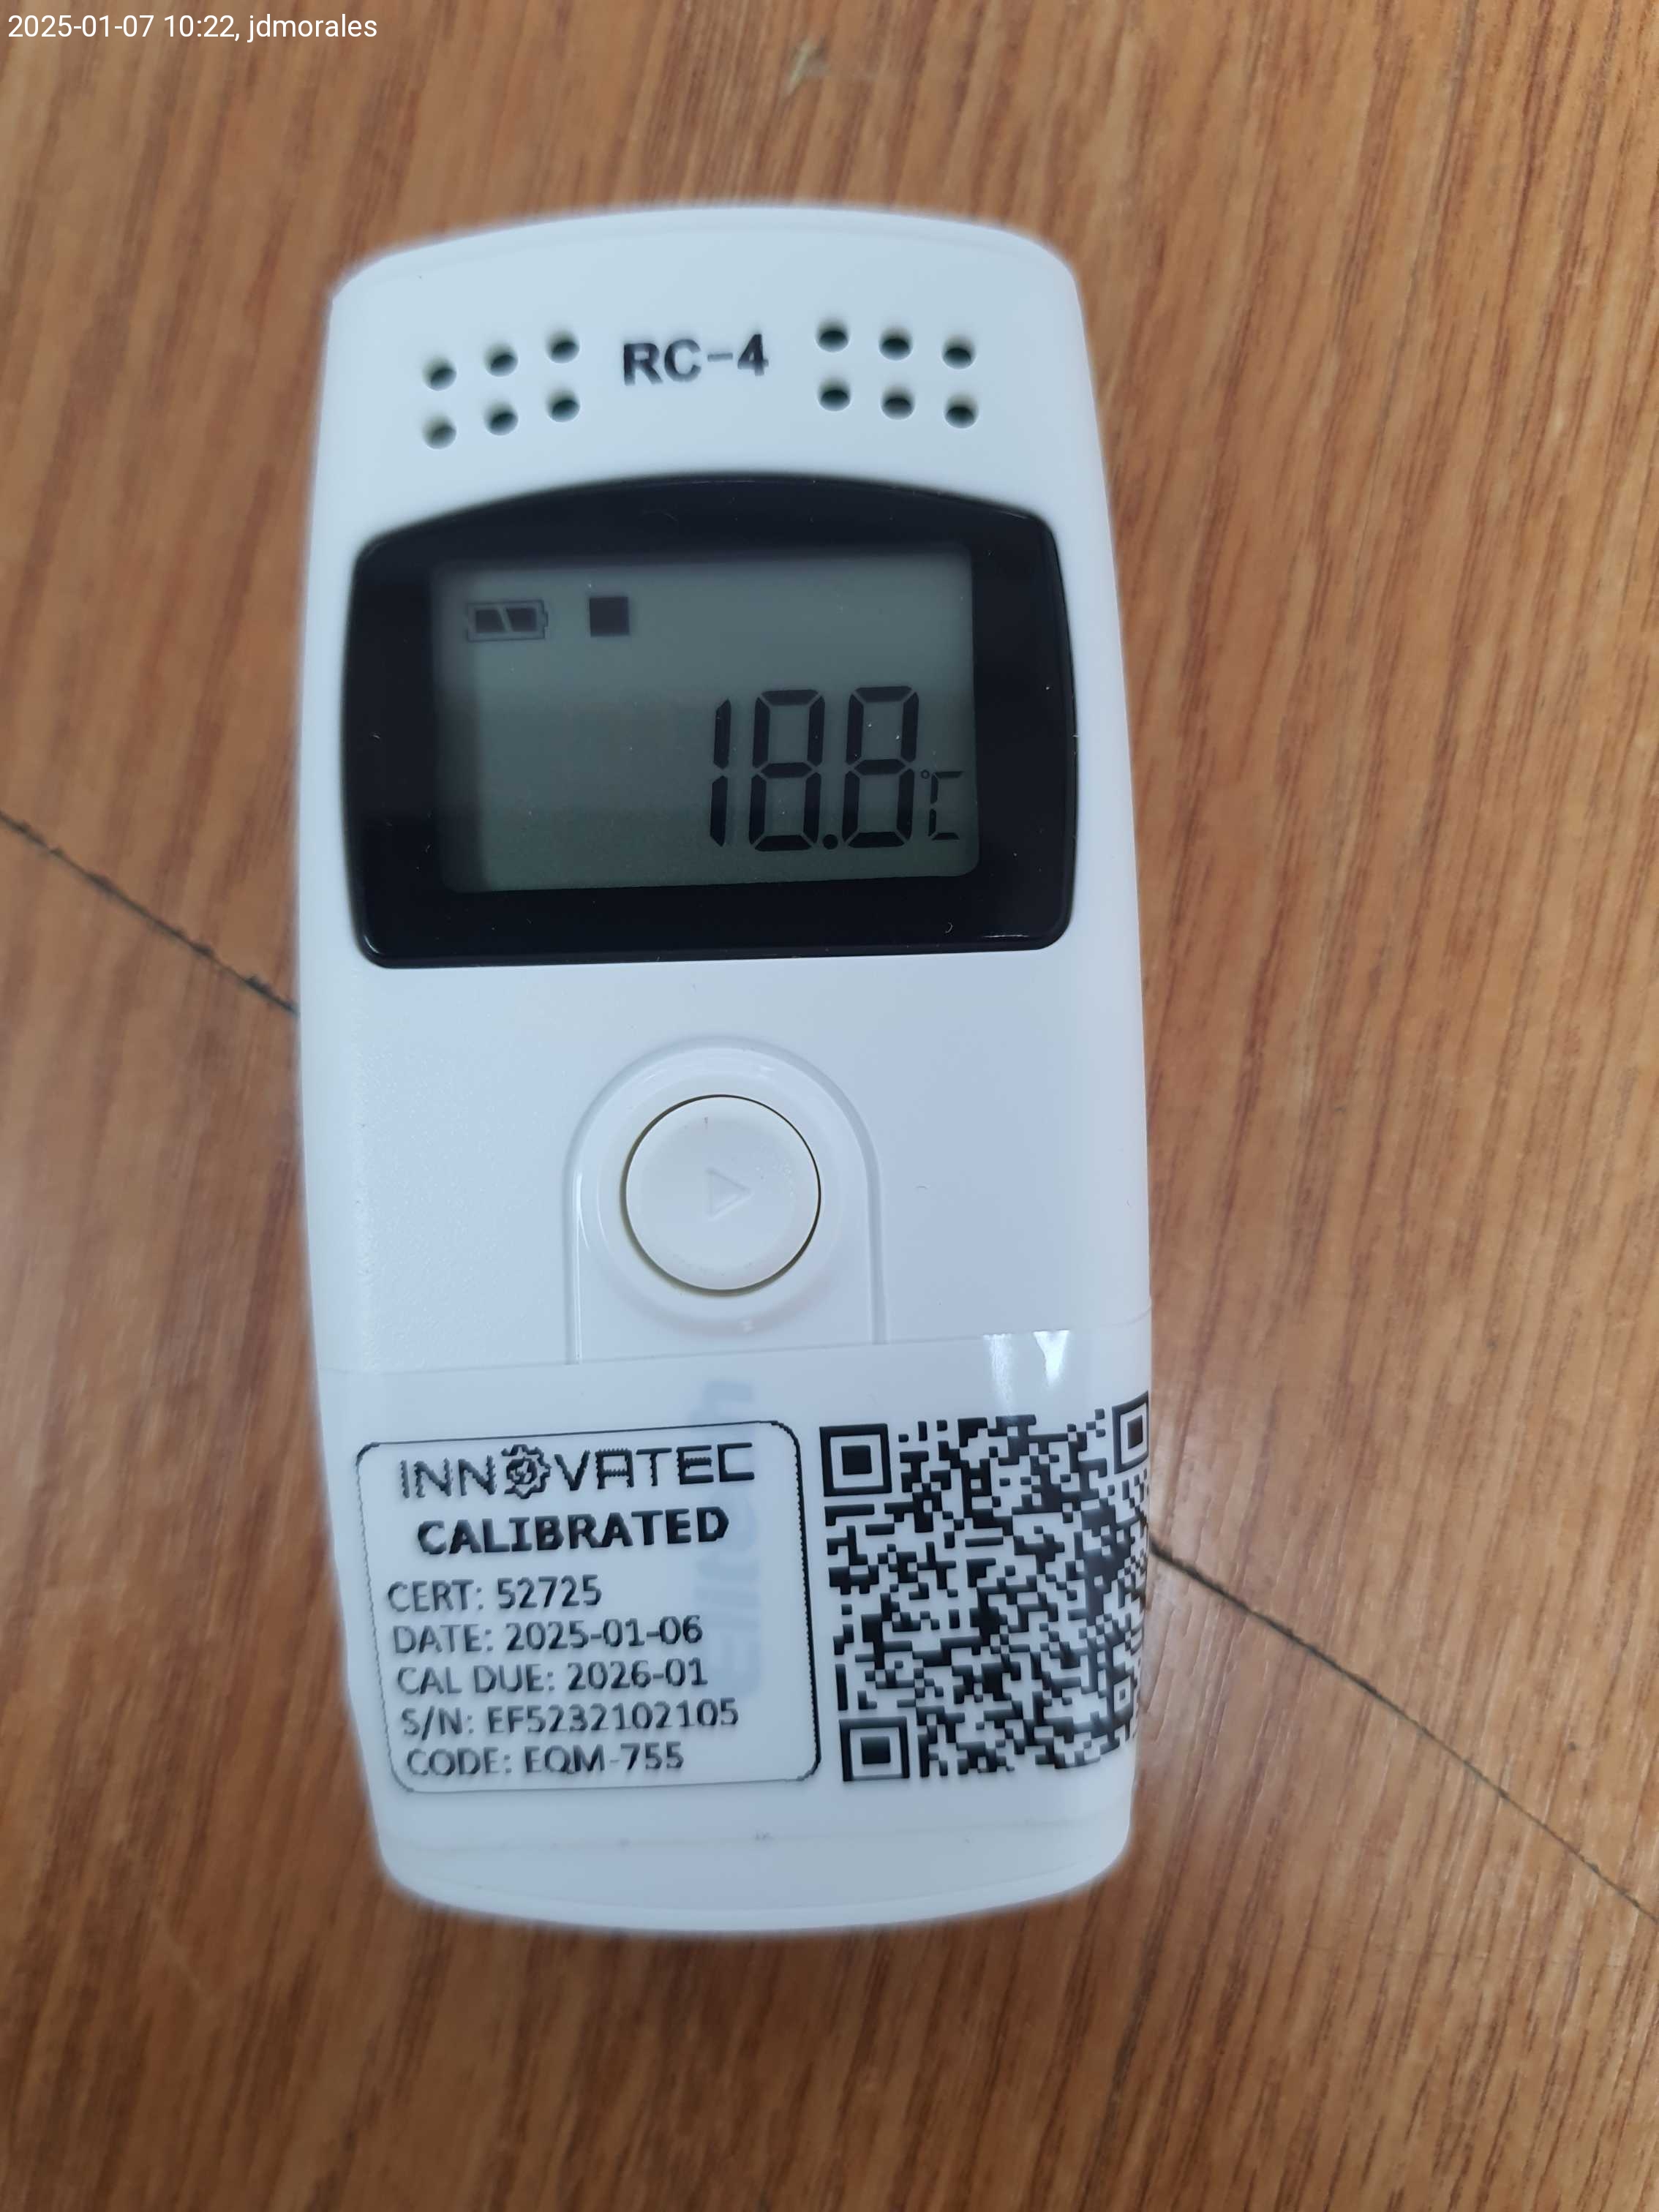 2025-01-07 10:22, jdmorales
RC-4
18.8°C
INNOVATEC
CALIBRATED
CERT: 52725
DATE: 2025-01-06
CAL DUE: 2026-01
S/N: EF5232102105
CODE: EQM-755
Elitech